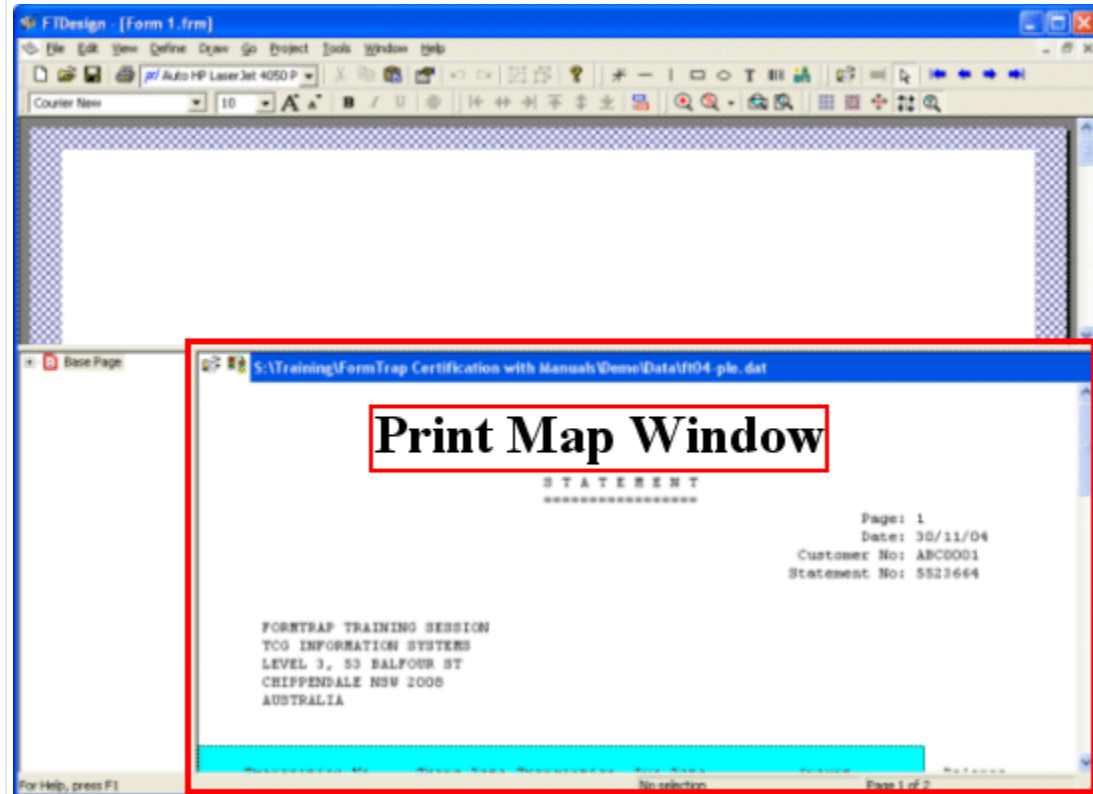 FTDesign - [Form 1.frm]
File Edit View Define Draw Go Project Tools Window Help
Auto HP LaserJet 4050 P
Courier New 10
Base Page
S:\Training\FormTrap Certification with Manuals\Demo\Data\ft04-ple.dat
Print Map Window
S T A T E M E N T
=================
Page: 1
Date: 30/11/04
Customer No: ABC0001
Statement No: 5523664
FORMTRAP TRAINING SESSION
TCG INFORMATION SYSTEMS
LEVEL 3, 53 BALFOUR ST
CHIPPENDALE NSW 2008
AUSTRALIA
For Help, press F1 No selection Page 1 of 2